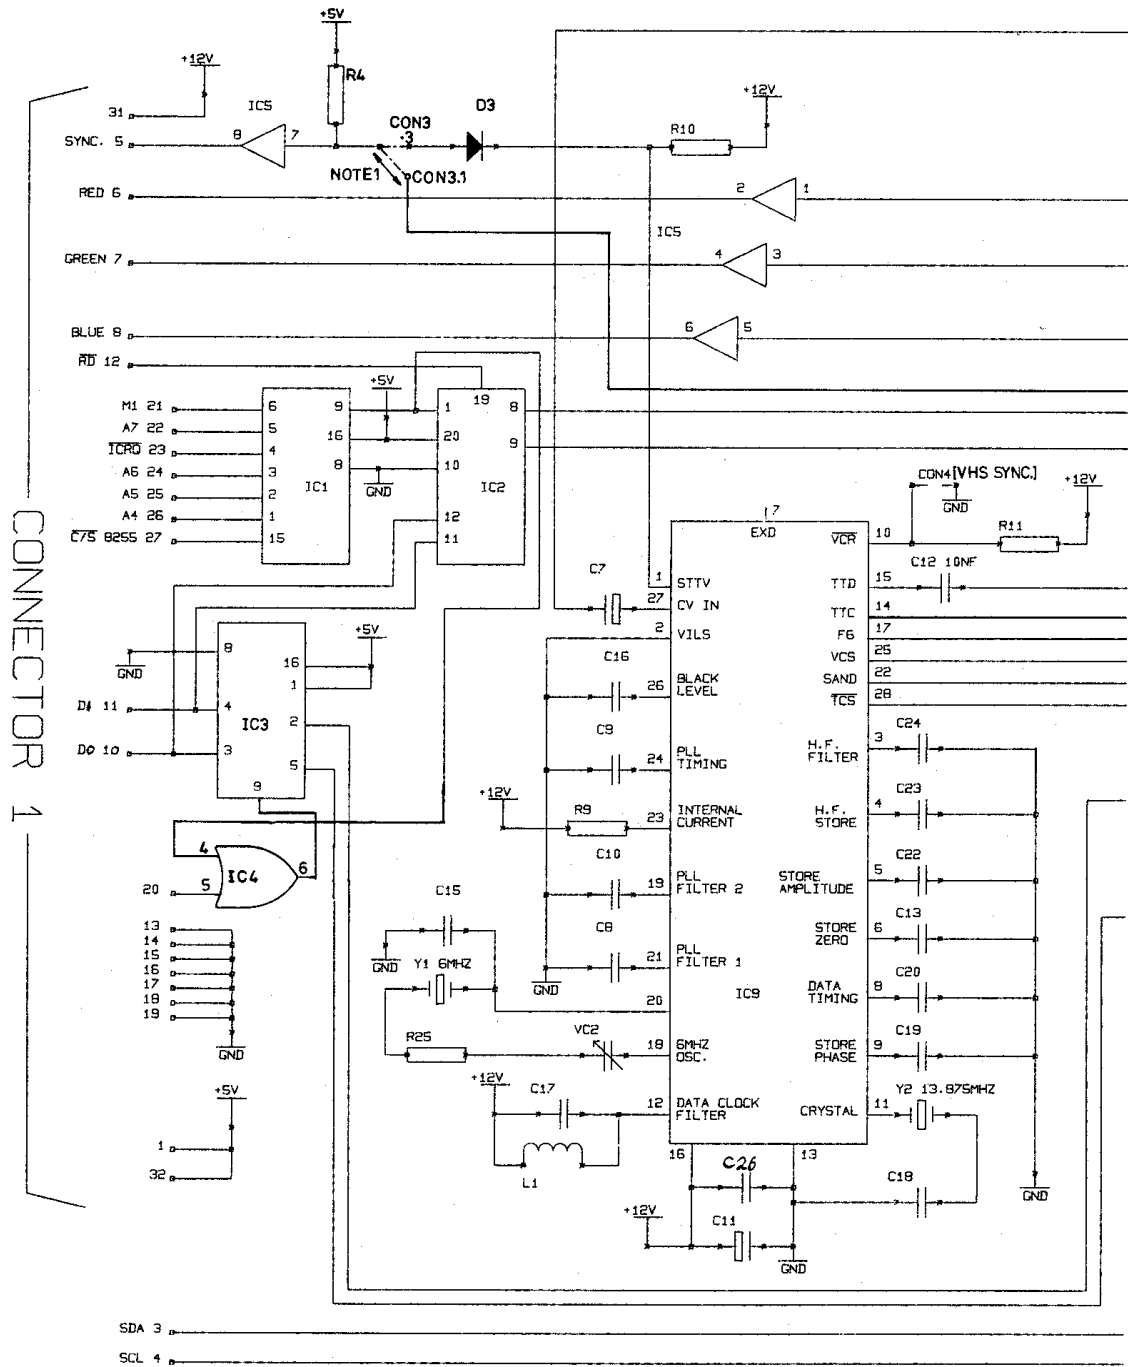 +5V
+12V
R4
31
IC5
D3
+12V
CON3
.3
R10
SYNC. 5
8
7
NOTE1
CON3.1
RED 6
2
1
IC5
GREEN 7
4
3
BLUE 8
6
5
RD 12
+5V
19
M1 21
6
9
1
8
A7 22
5
16
20
9
ICRQ 23
4
8
10
A6 24
3
IC1
GND
IC2
A5 25
2
12
A4 26
1
11
C/S 8255 27
15
CON4[VHS SYNC.]
+12V
GND
R11
17
EXD
VCR
10
C7
1
STTV
TTD
15
C12 10NF
27
CV IN
TTC
14
2
VILS
F6
17
VCS
25
C16
26
BLACK
LEVEL
SAND
22
TCS
28
+5V
8
GND
16
1
D1 11
4
IC3
2
D0 10
3
5
9
C9
24
PLL
TIMING
H.F.
FILTER
3
C24
+12V
R9
23
INTERNAL
CURRENT
H.F.
STORE
4
C23
4
IC4
6
20
5
C10
19
PLL
FILTER 2
STORE
AMPLITUDE
5
C22
C15
13
14
15
16
17
18
19
GND
C8
21
PLL
FILTER 1
STORE
ZERO
6
C13
GND
Y1 6MHZ
GND
20
IC9
DATA
TIMING
8
C20
R25
VC2
18
6MHZ
OSC.
STORE
PHASE
9
C19
+12V
C17
12
DATA CLOCK
FILTER
CRYSTAL
11
Y2 13.875MHZ
L1
+5V
1
32
16
C26
13
C18
GND
+12V
C11
GND
SDA 3
SCL 4
CONNECTOR 1